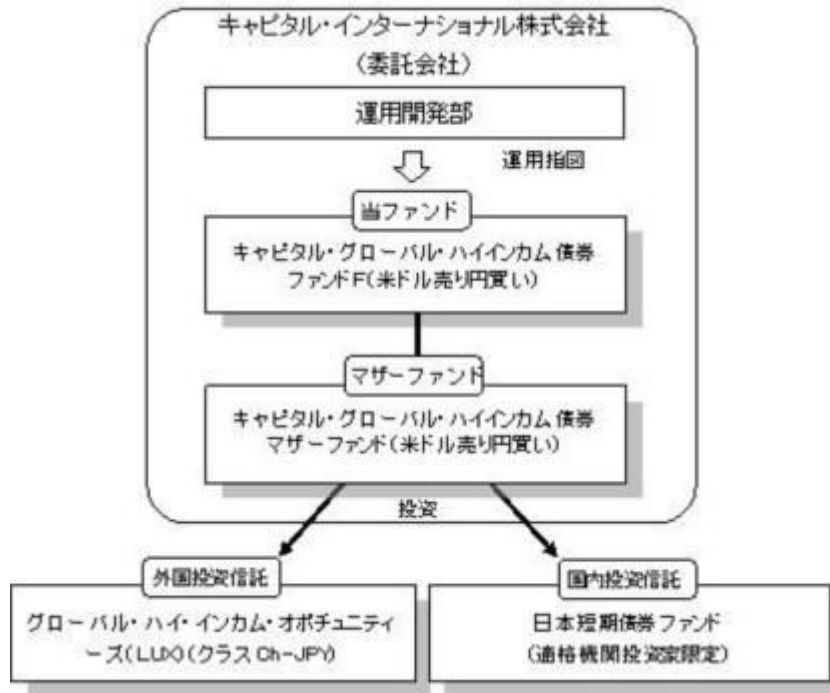 キャピタル・インターナショナル株式会社
（委託会社）
運用開発部
運用指図
当ファンド
キャピタル・グローバル・ハイインカム債券
ファンドF（米ドル売り円買い）
マザーファンド
キャピタル・グローバル・ハイインカム債券
マザーファンド（米ドル売り円買い）
投資
外国投資信託
グローバル・ハイ・インカム・オポチュニティ
ーズ（LUX）（クラスCh-JPY）
国内投資信託
日本短期債券ファンド
（適格機関投資家限定）